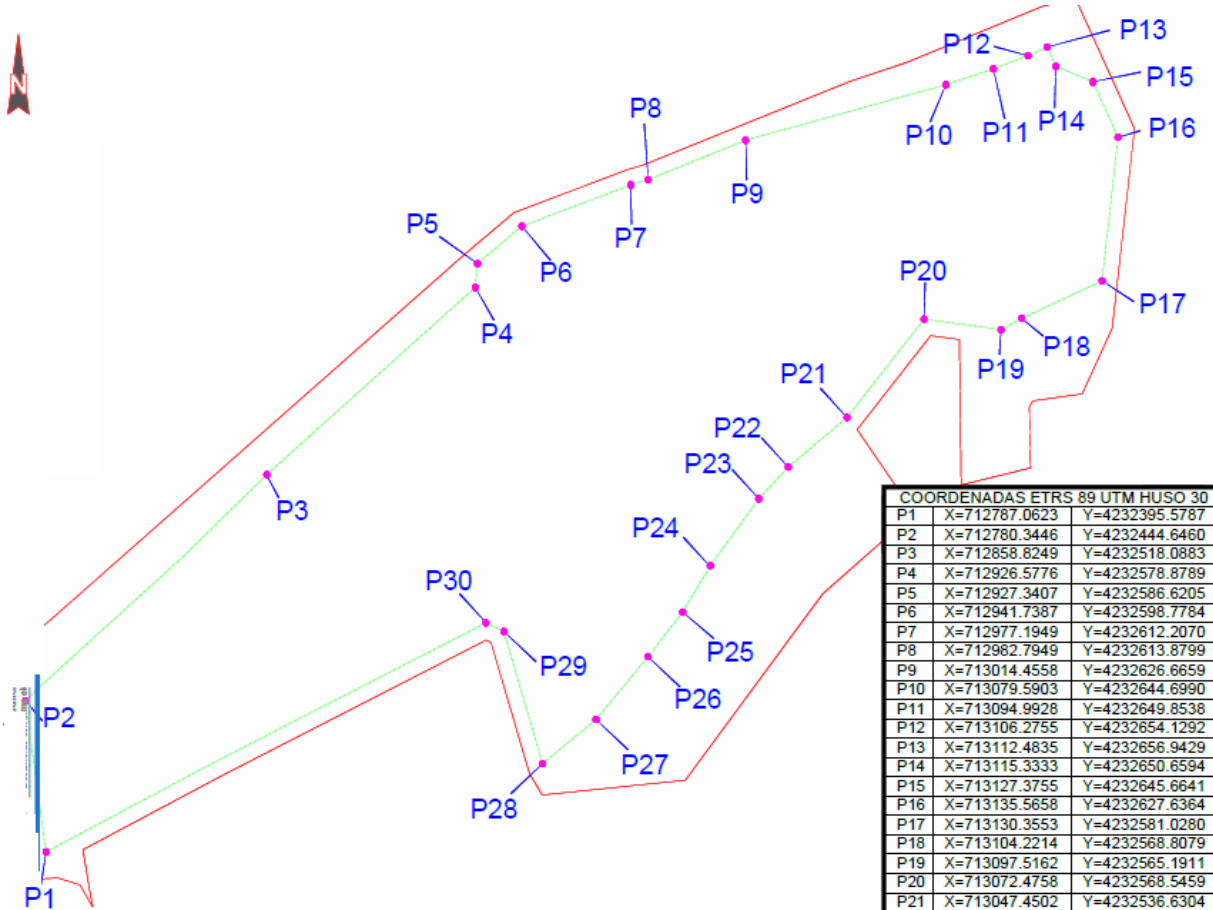 N
P12
P13
P15
P8
P10
P11
P14
P16
P9
P5
P7
P6
P20
P4
P17
P18
P19
P21
P22
P23
P3
P24
P30
P25
P29
P26
P2
P27
P28
P1
COORDENADAS ETRS 89 UTM HUSO 30
P1 X=712787.0623 Y=4232395.5787
P2 X=712780.3446 Y=4232444.6460
P3 X=712858.8249 Y=4232518.0883
P4 X=712926.5776 Y=4232578.8789
P5 X=712927.3407 Y=4232586.6205
P6 X=712941.7387 Y=4232598.7784
P7 X=712977.1949 Y=4232612.2070
P8 X=712982.7949 Y=4232613.8799
P9 X=713014.4558 Y=4232626.6659
P10 X=713079.5903 Y=4232644.6990
P11 X=713094.9928 Y=4232649.8538
P12 X=713106.2755 Y=4232654.1292
P13 X=713112.4835 Y=4232656.9429
P14 X=713115.3333 Y=4232650.6594
P15 X=713127.3755 Y=4232645.6641
P16 X=713135.5658 Y=4232627.6364
P17 X=713130.3553 Y=4232581.0280
P18 X=713104.2214 Y=4232568.8079
P19 X=713097.5162 Y=4232565.1911
P20 X=713072.4758 Y=4232568.5459
P21 X=713047.4502 Y=4232536.6304